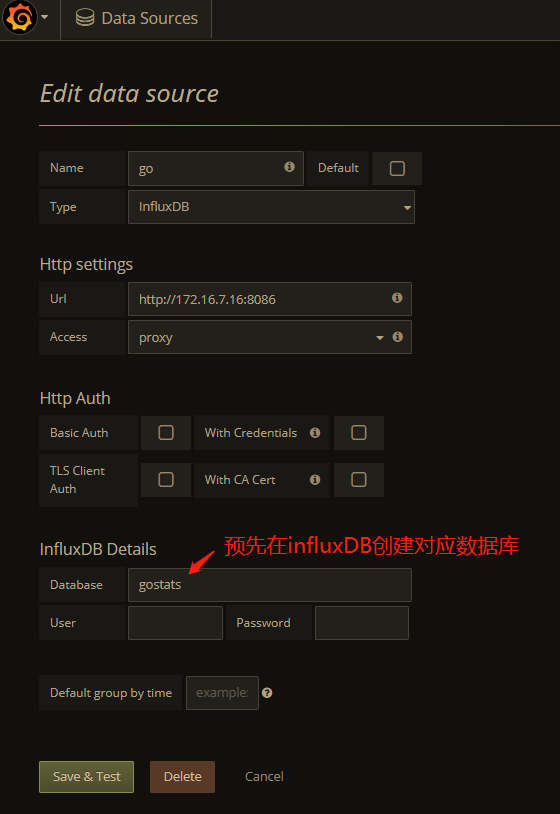 Data Sources
Edit data source
Name go Default
Type InfluxDB
Http settings
Url http://172.16.7.16:8086
Access proxy
Http Auth
Basic Auth With Credentials
TLS Client Auth With CA Cert
预先在influxDB创建对应数据库
InfluxDB Details
Database gostats
User Password
Default group by time example:
Save & Test Delete Cancel